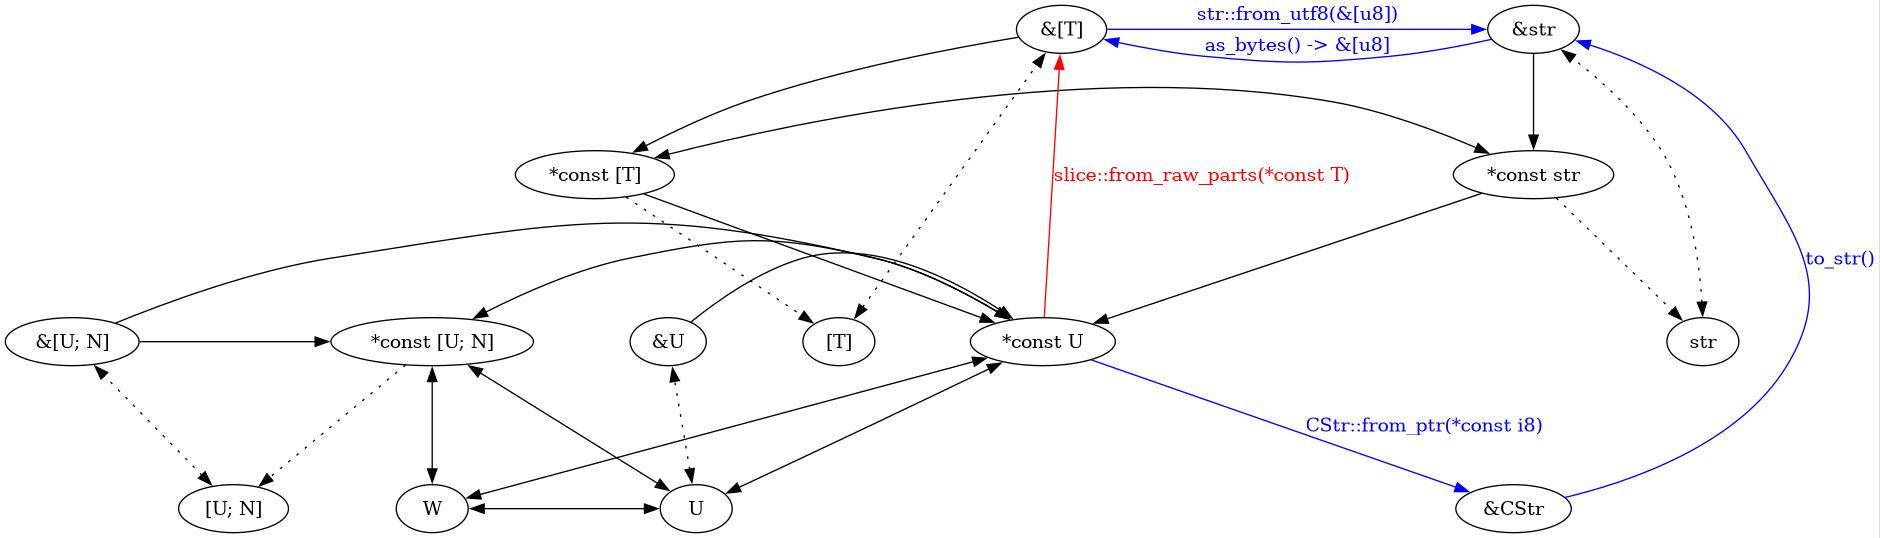 &[T]
str::from_utf8(&[u8])
&str
as_bytes() -> &[u8]
*const [T]
slice::from_raw_parts(*const T)
*const str
to_str()
&[U; N]
*const [U; N]
&U
[T]
*const U
str
CStr::from_ptr(*const i8)
[U; N]
W
U
&CStr